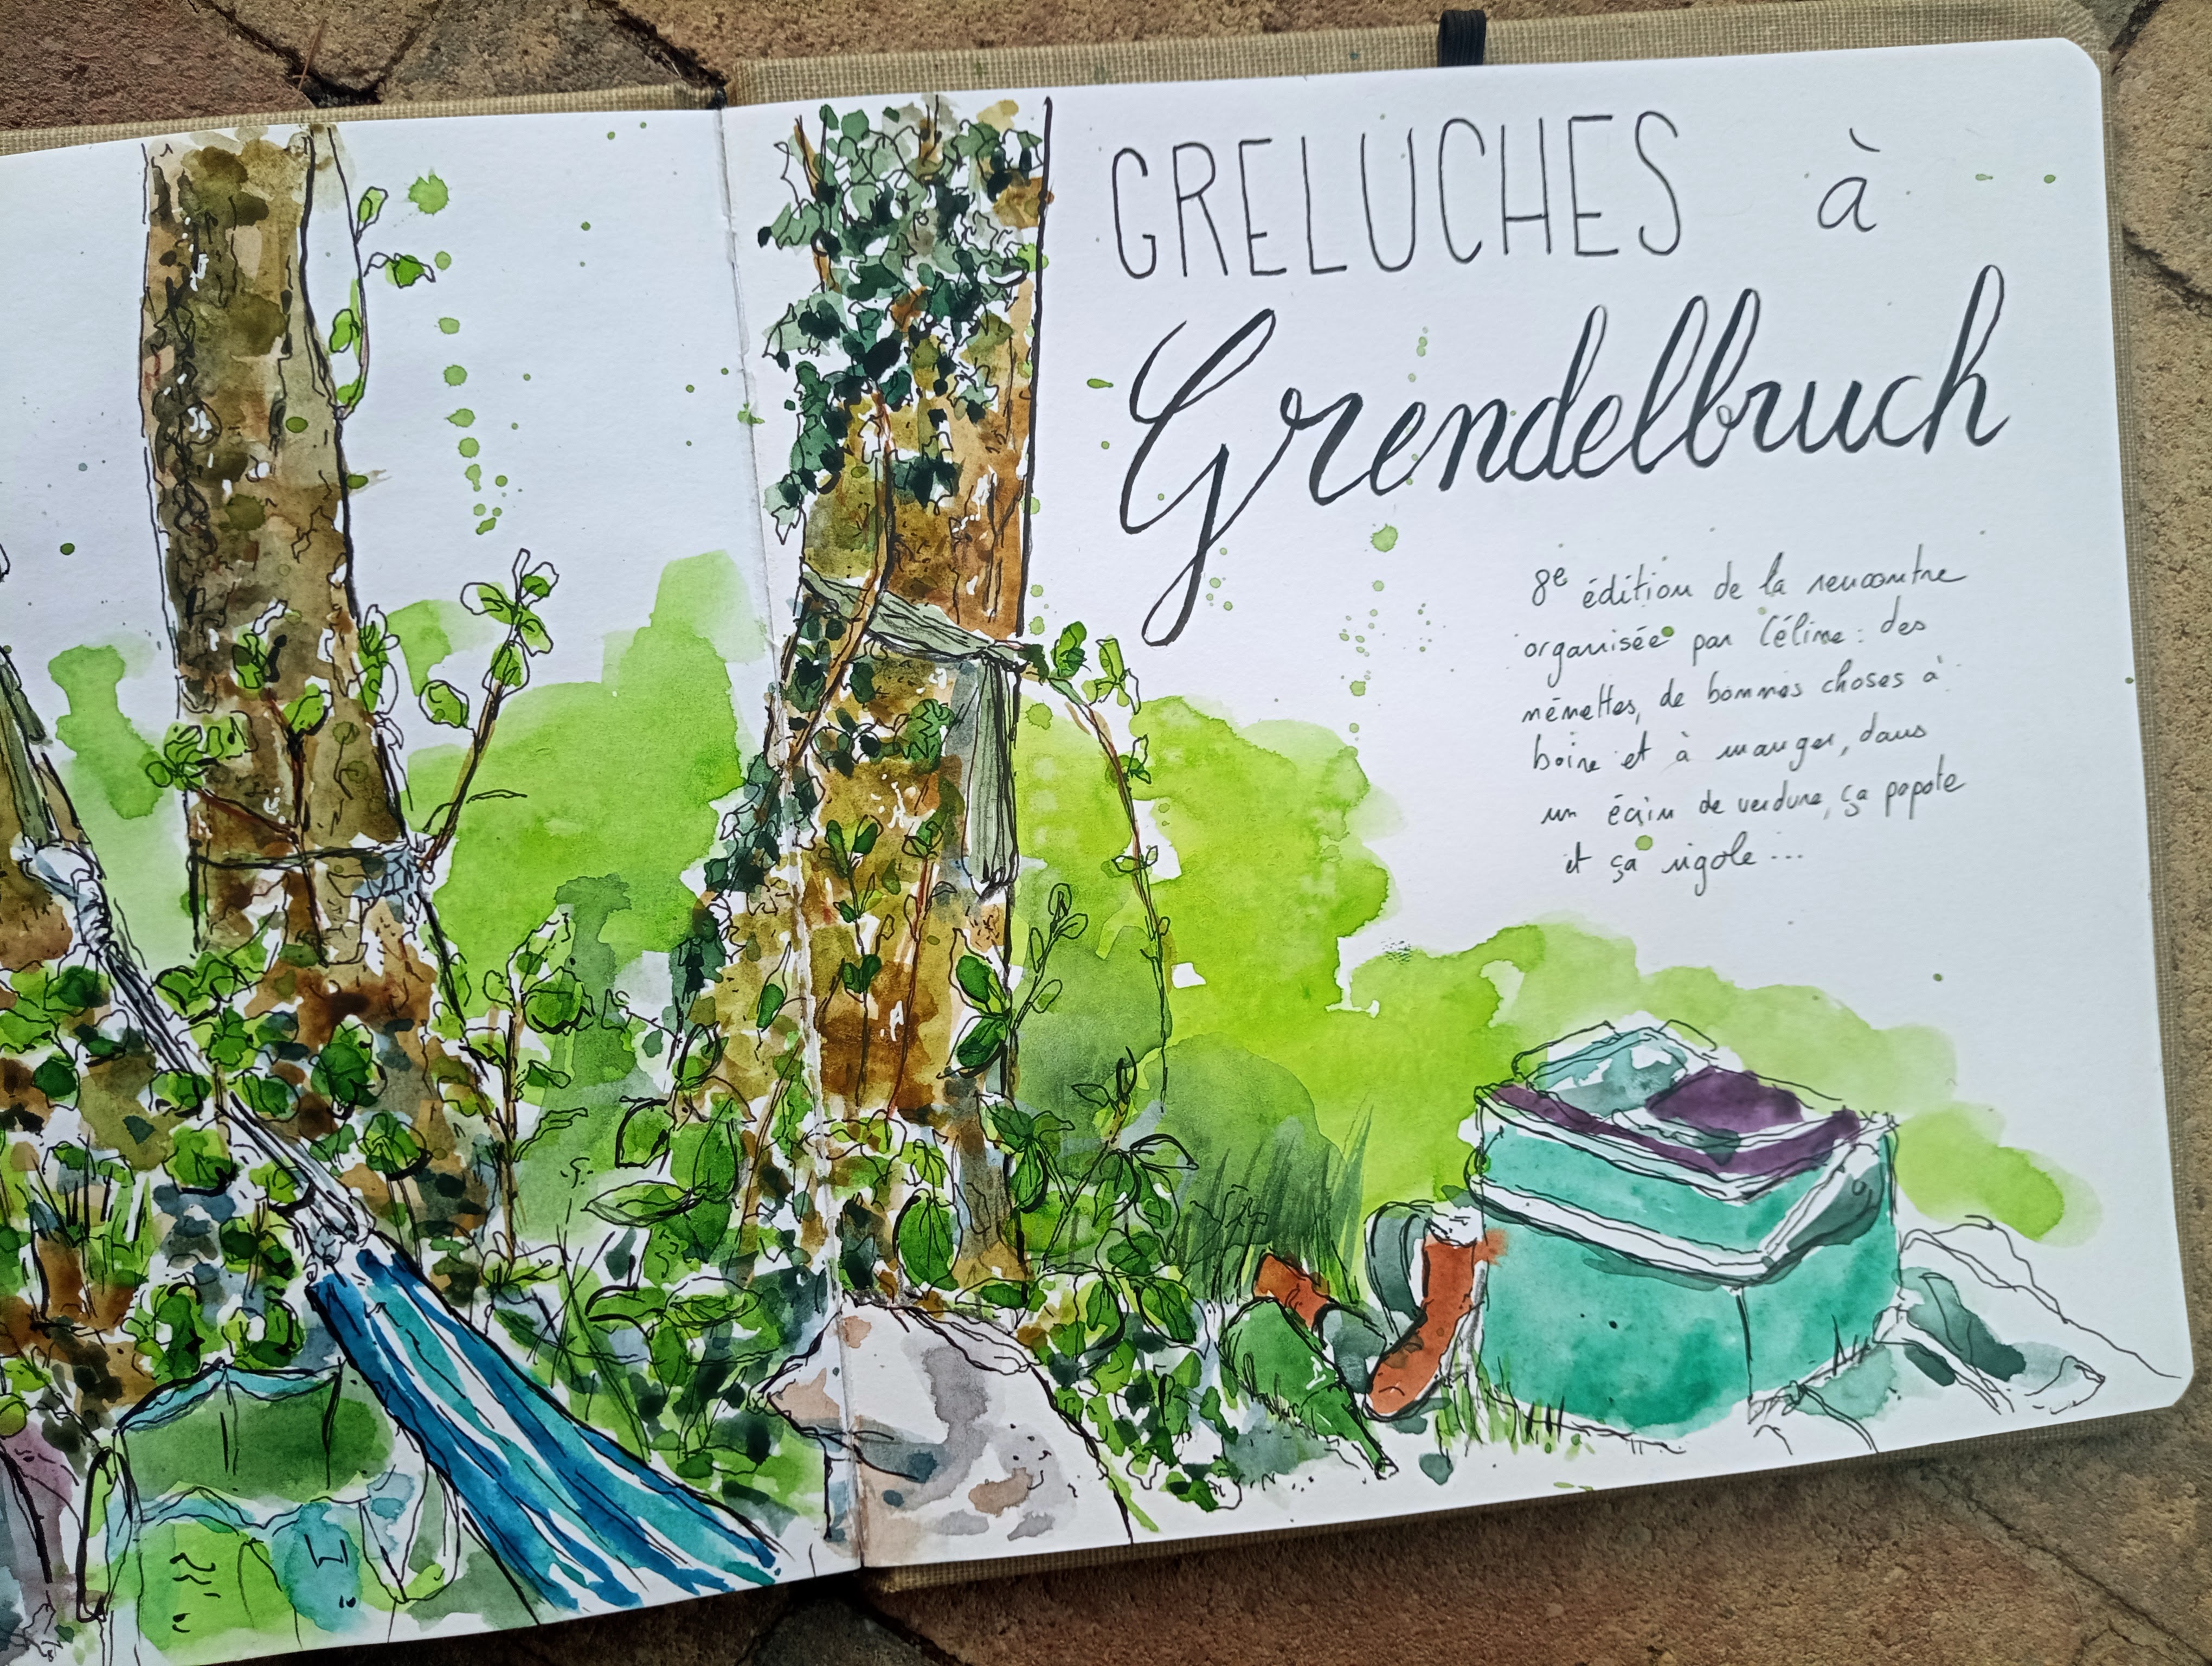 GRELUCHES à
Grendelbruch
8e édition de la rencontre
organisée par Céline : des
mémettes, de bonnes choses à
boire et à manger, dans
un écrin de verdure, ça papote
et ça rigole ...